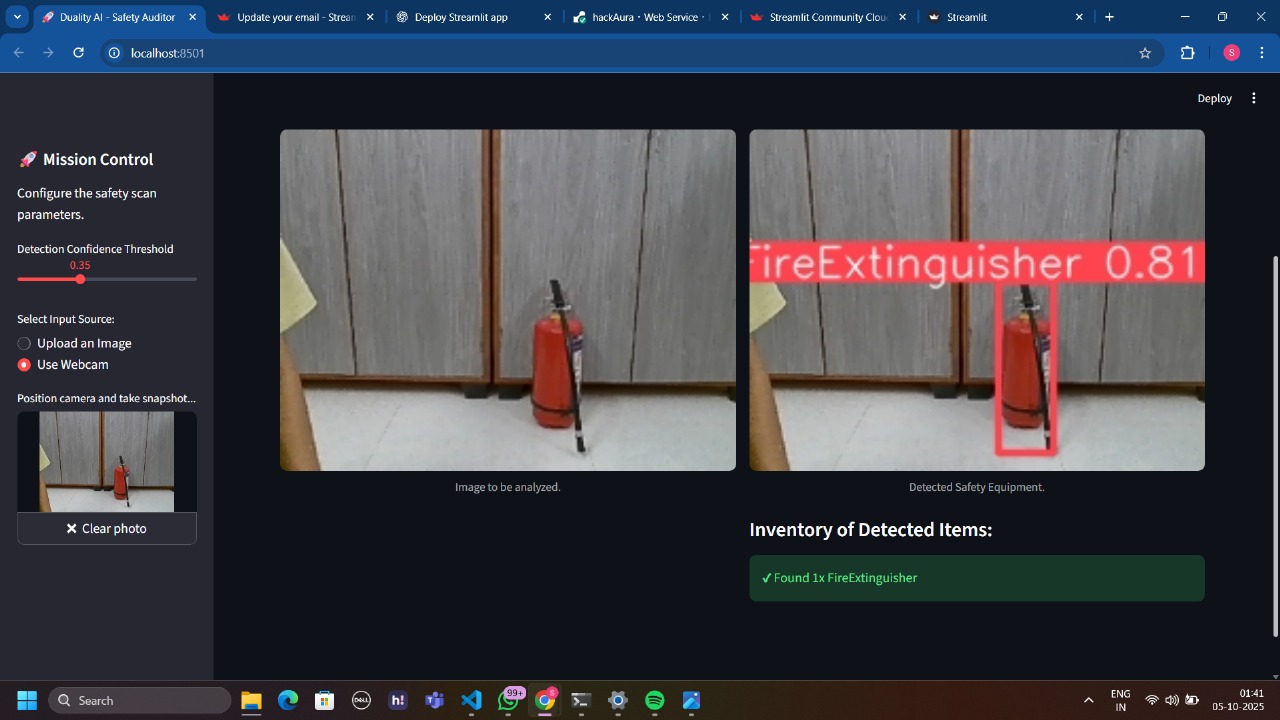 Duality AI - Safety Auditor
Update your email - Stream
Deploy Streamlit app
hackAura · Web Service ·
Streamlit Community Clou
Streamlit
localhost:8501
S
Deploy
🚀 Mission Control
Configure the safety scan
parameters.
Detection Confidence Threshold
0.35
Select Input Source:
Upload an Image
Use Webcam
Position camera and take snapshot...
Clear photo
FireExtinguisher 0.81
Image to be analyzed.
Detected Safety Equipment.
Inventory of Detected Items:
✓ Found 1x FireExtinguisher
Search
DELL
h!
99+
S
ENG
IN
01:41
05-10-2025